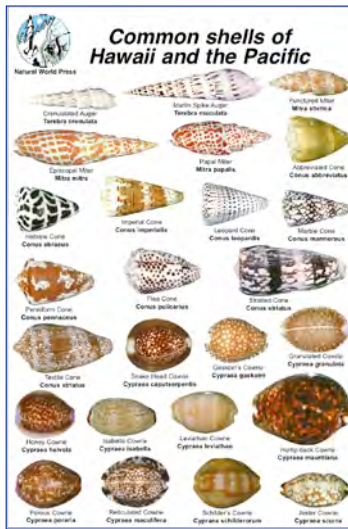 Common shells of
Hawaii and the Pacific
Natural World Press
Crenulated Auger
Terebra crenulata
Marlin Spike Auger
Terebra maculata
Punctured Miter
Mitra stictica
Episcopal Miter
Mitra mitra
Papal Miter
Mitra papalis
Abbreviated Cone
Conus abbreviatus
Hebrew Cone
Conus ebraeus
Imperial Cone
Conus imperialis
Leopard Cone
Conus leopardis
Marble Cone
Conus marmoreus
Penniform Cone
Conus pennaceus
Flea Cone
Conus pulicarius
Striated Cone
Conus striatus
Textile Cone
Conus striatus
Snake Head Cowrie
Cypraea caputserpentis
Gaskoin's Cowrie
Cypraea gaskoini
Granulated Cowrie
Cypraea granulata
Honey Cowrie
Cypraea helvola
Isabella Cowrie
Cypraea isabella
Leviathan Cowrie
Cypraea leviathan
Hump-back Cowrie
Cypraea mauritiana
Porous Cowrie
Cypraea poraria
Reticulated Cowrie
Cypraea maculifera
Schilder's Cowrie
Cypraea schilderorum
Jester Cowrie
Cypraea scurra